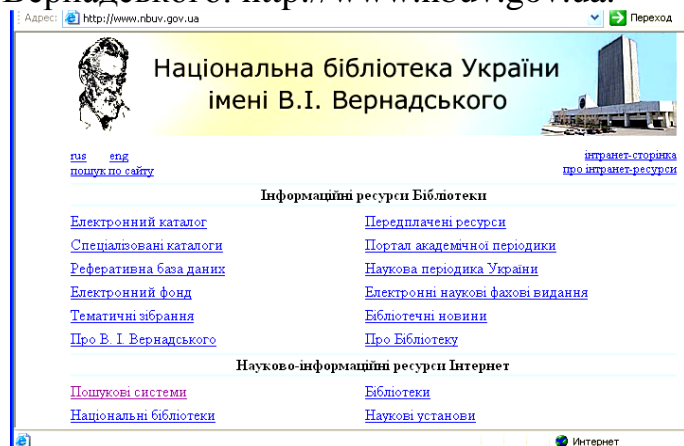 Вернадського: http://www.nbuv.gov.ua.
Адрес: http://www.nbuv.gov.ua Переход
Національна бібліотека України
імені В.І. Вернадського
rus eng інтранет-сторінка
пошук по сайту про інтранет-ресурси
Інформаційні ресурси Бібліотеки
Електронний каталог Передплачені ресурси
Спеціалізовані каталоги Портал академічної періодики
Реферативна база даних Наукова періодика України
Електронний фонд Електронні наукові фахові видання
Тематичні зібрання Бібліотечні новини
Про В. І. Вернадського Про Бібліотеку
Науково-інформаційні ресурси Інтернет
Пошукові системи Бібліотеки
Національні бібліотеки Наукові установи
Интернет